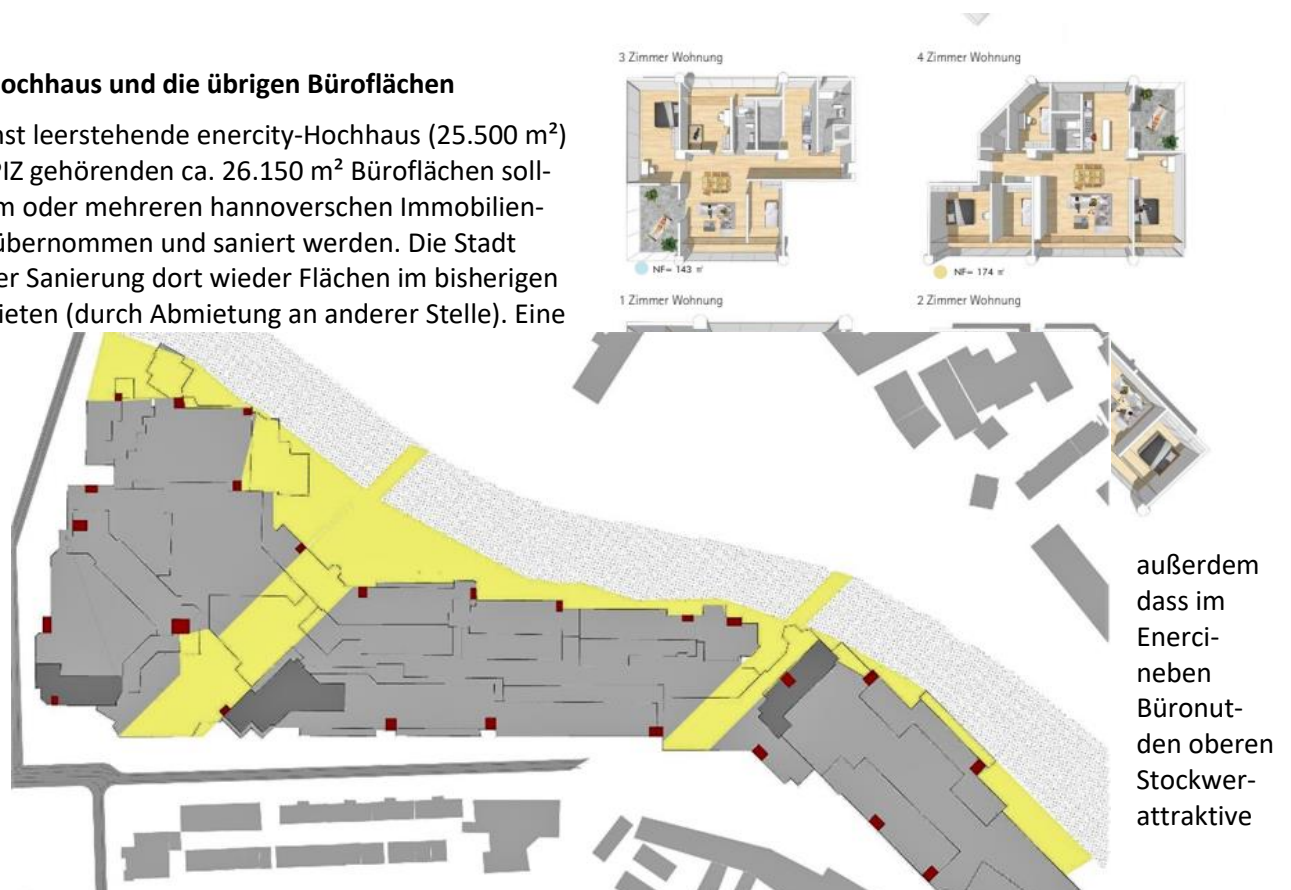 ochhaus und die übrigen Büroflächen
nst leerstehende enercity-Hochhaus (25.500 m²)
PIZ gehörenden ca. 26.150 m² Büroflächen soll-
m oder mehreren hannoverschen Immobilien-
übernommen und saniert werden. Die Stadt
er Sanierung dort wieder Flächen im bisherigen
ieten (durch Abmietung an anderer Stelle). Eine
3 Zimmer Wohnung
NF= 143 ㎡
4 Zimmer Wohnung
NF= 174 ㎡
1 Zimmer Wohnung
2 Zimmer Wohnung
außerdem
dass im
Enerci-
neben
Büronut-
den oberen
Stockwer-
attraktive